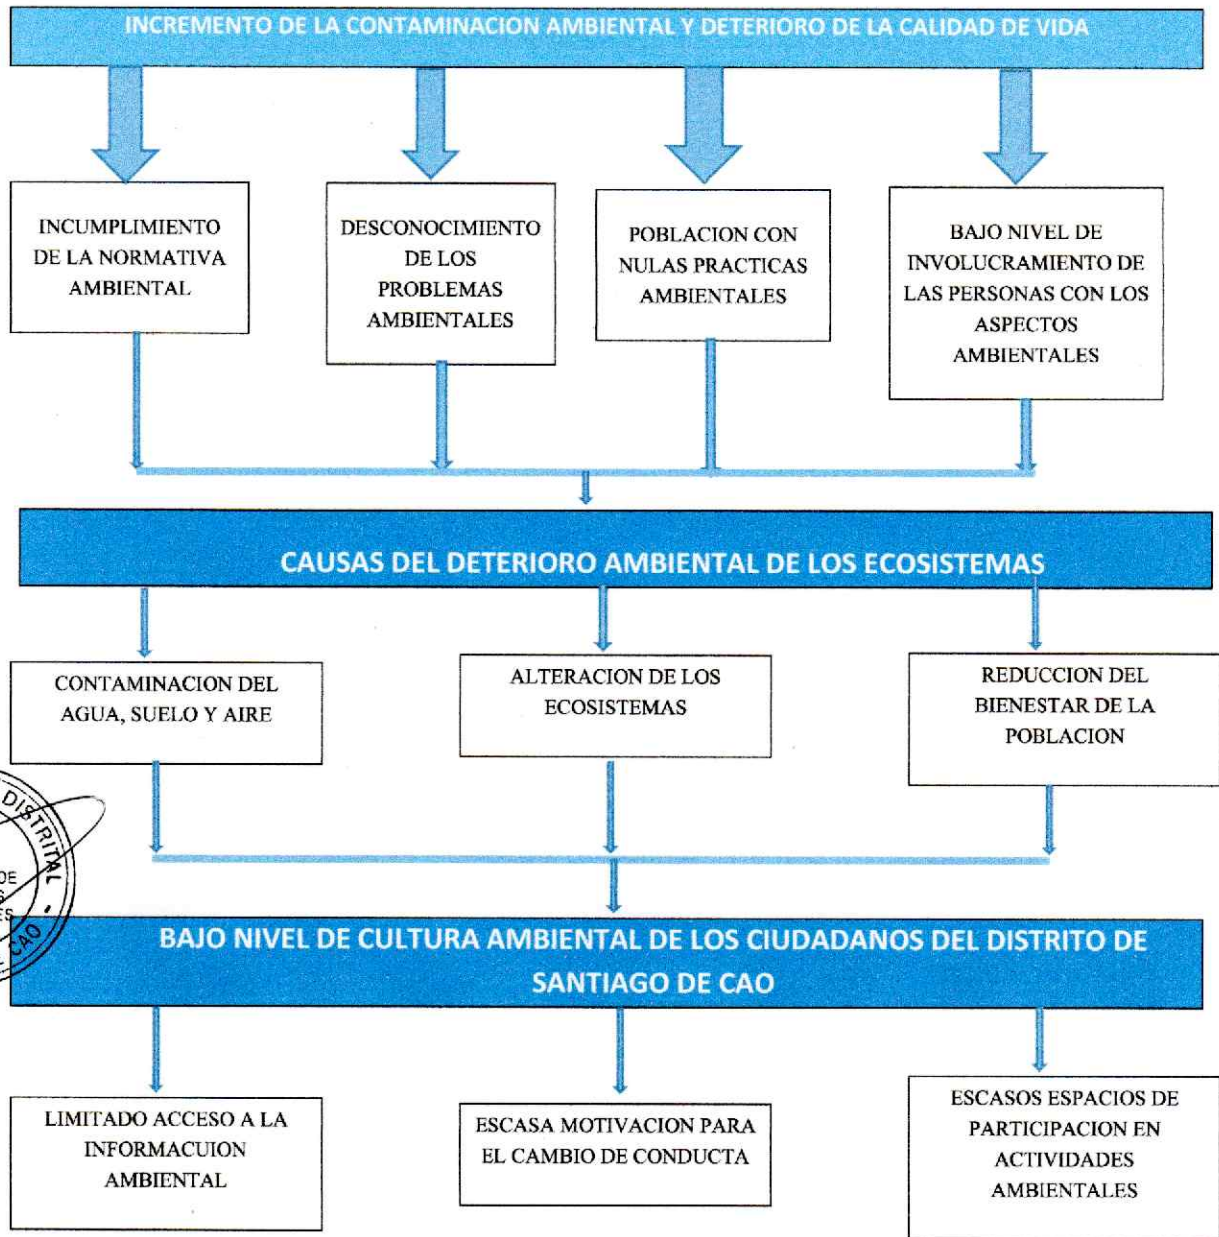 INCREMENTO DE LA CONTAMINACION AMBIENTAL Y DETERIORO DE LA CALIDAD DE VIDA
INCUMPLIMIENTO
DE LA NORMATIVA
AMBIENTAL
DESCONOCIMIENTO
DE LOS
PROBLEMAS
AMBIENTALES
POBLACION CON
NULAS PRACTICAS
AMBIENTALES
BAJO NIVEL DE
INVOLUCRAMIENTO DE
LAS PERSONAS CON LOS
ASPECTOS
AMBIENTALES
CAUSAS DEL DETERIORO AMBIENTAL DE LOS ECOSISTEMAS
CONTAMINACION DEL
AGUA, SUELO Y AIRE
ALTERACION DE LOS
ECOSISTEMAS
REDUCCION DEL
BIENESTAR DE LA
POBLACION
DISTRITAL
DE
CAO
BAJO NIVEL DE CULTURA AMBIENTAL DE LOS CIUDADANOS DEL DISTRITO DE
SANTIAGO DE CAO
LIMITADO ACCESO A LA
INFORMACUION
AMBIENTAL
ESCASA MOTIVACION PARA
EL CAMBIO DE CONDUCTA
ESCASOS ESPACIOS DE
PARTICIPACION EN
ACTIVIDADES
AMBIENTALES